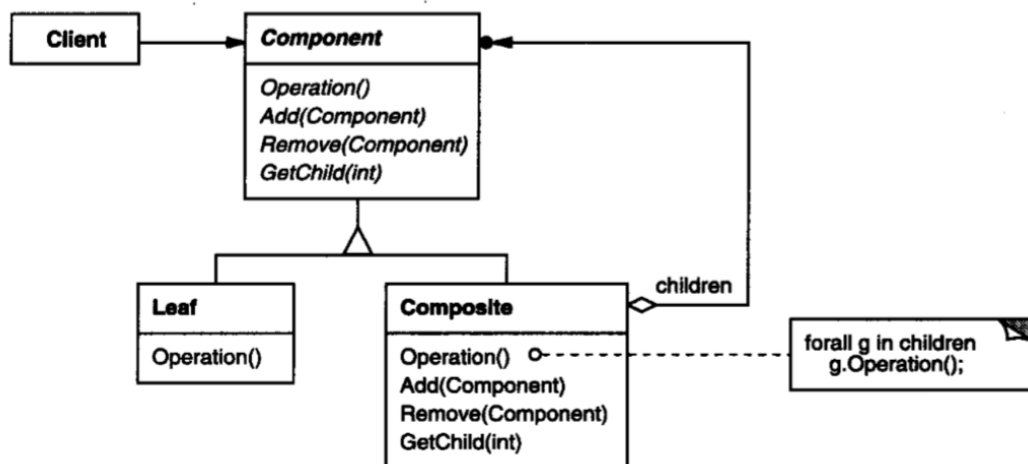 Client
Component
Operation()
Add(Component)
Remove(Component)
GetChild(int)
Leaf
Operation()
Composite
Operation()
Add(Component)
Remove(Component)
GetChild(int)
children
forall g in children
g.Operation();